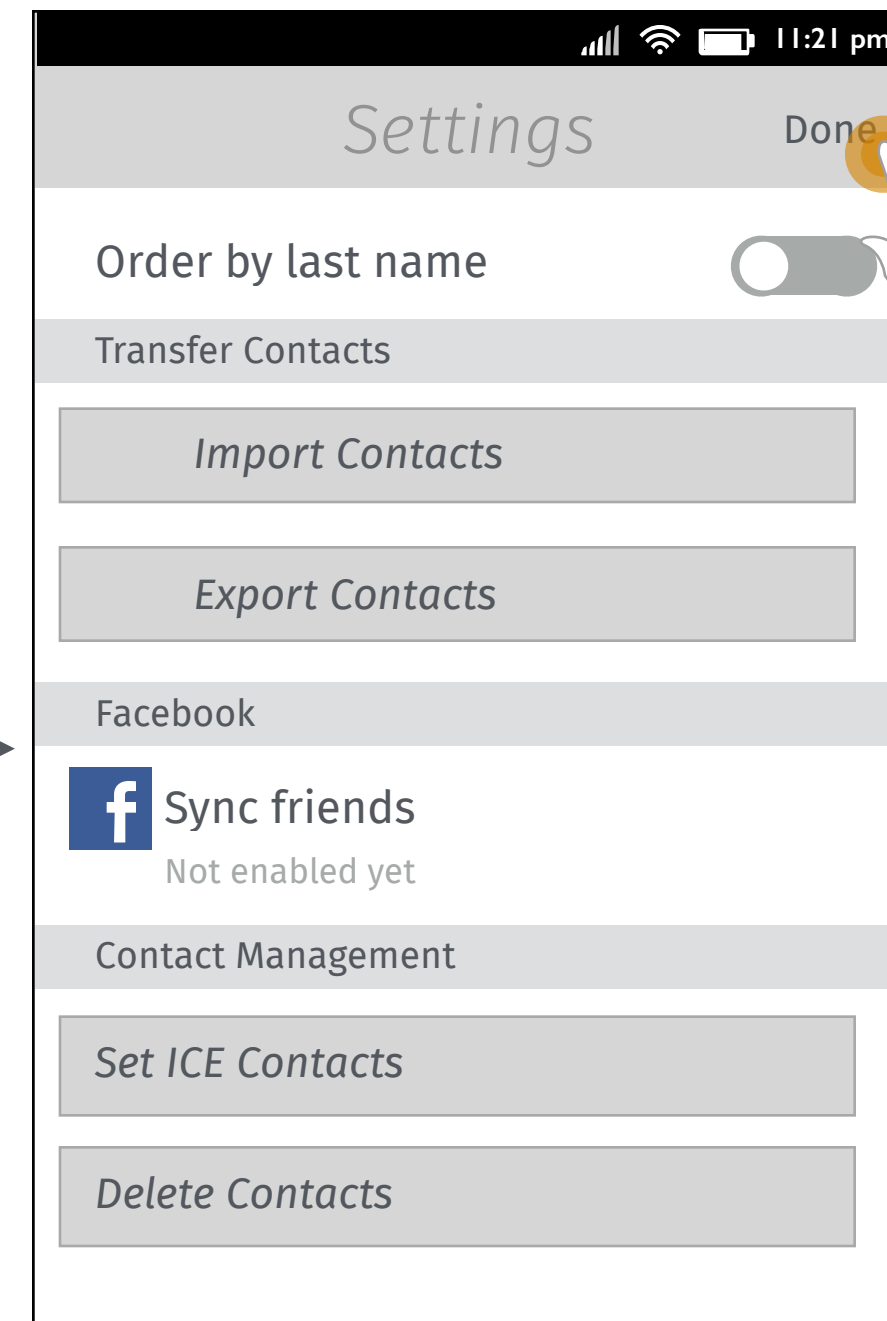 11:21 pm
Settings
Done
Order by last name
Transfer Contacts
Import Contacts
Export Contacts
Facebook
f
Sync friends
Not enabled yet
Contact Management
Set ICE Contacts
Delete Contacts